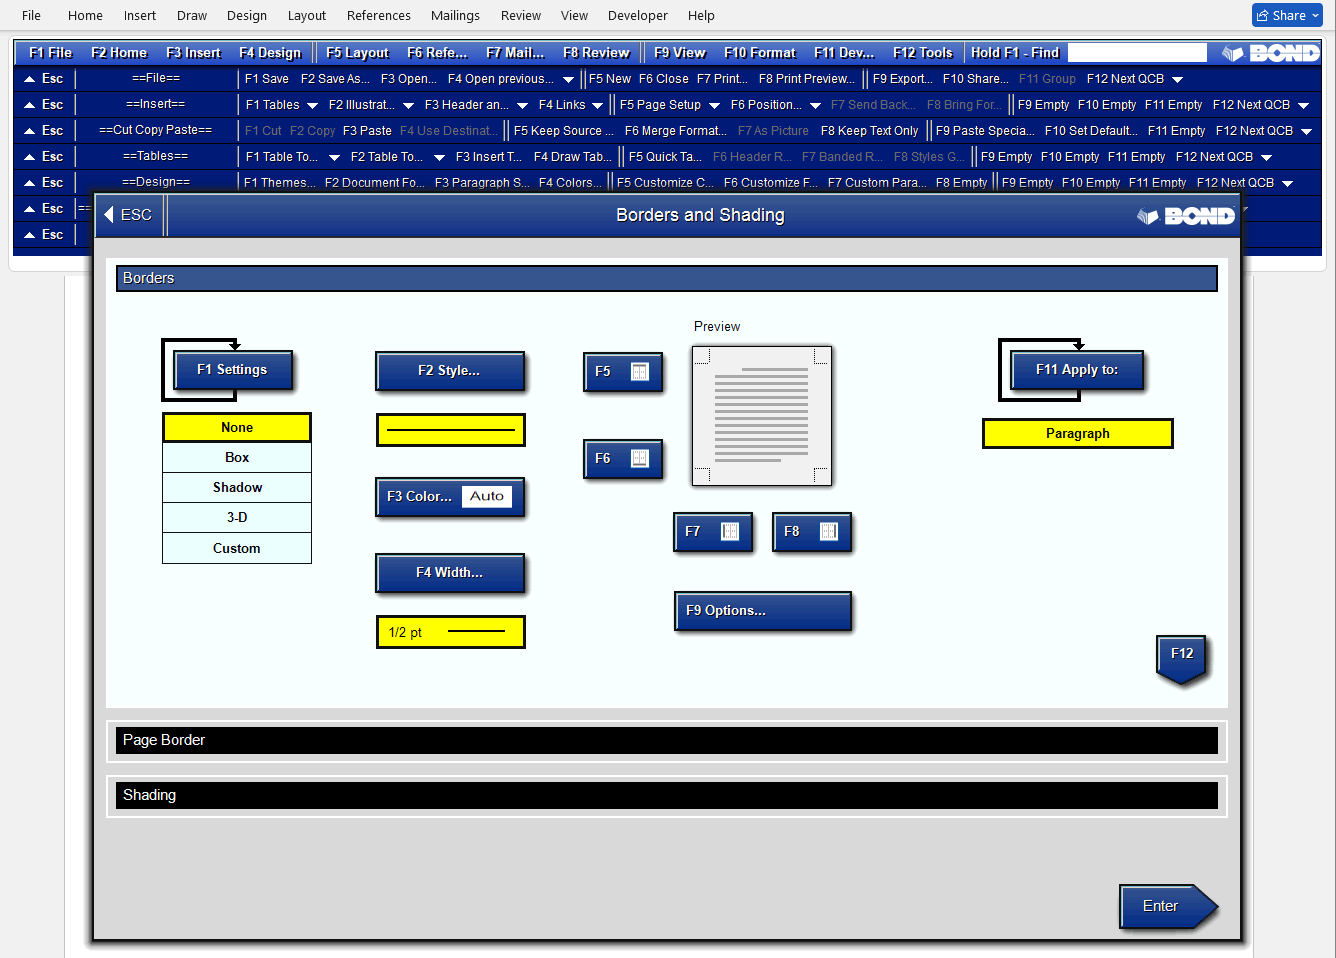 File Home Insert Draw Design Layout References Mailings Review View Developer Help Share
F1 File F2 Home F3 Insert F4 Design F5 Layout F6 Refe... F7 Mail... F8 Review F9 View F10 Format F11 Dev... F12 Tools Hold F1 - Find BOND
Esc ==File== F1 Save F2 Save As... F3 Open... F4 Open previous... F5 New F6 Close F7 Print... F8 Print Preview... F9 Export... F10 Share... F11 Group F12 Next QCB
Esc ==Insert== F1 Tables F2 Illustrat... F3 Header an... F4 Links F5 Page Setup F6 Position... F7 Send Back... F8 Bring For... F9 Empty F10 Empty F11 Empty F12 Next QCB
Esc ==Cut Copy Paste== F1 Cut F2 Copy F3 Paste F4 Use Destinat... F5 Keep Source ... F6 Merge Format... F7 As Picture F8 Keep Text Only F9 Paste Specia... F10 Set Default... F11 Empty F12 Next QCB
Esc ==Tables== F1 Table To... F2 Table To... F3 Insert T... F4 Draw Tab... F5 Quick Ta... F6 Header R... F7 Banded R... F8 Styles G... F9 Empty F10 Empty F11 Empty F12 Next QCB
Esc ==Design== F1 Themes... F2 Document Fo... F3 Paragraph S... F4 Colors... F5 Customize C... F6 Customize F... F7 Custom Para... F8 Empty F9 Empty F10 Empty F11 Empty F12 Next QCB
Esc ==
Esc
ESC Borders and Shading BOND
Borders
Preview
F1 Settings F2 Style... F5 F11 Apply to:
None Paragraph
Box F6
Shadow F3 Color... Auto
3-D F7 F8
Custom
F4 Width...
F9 Options...
1/2 pt
F12
Page Border
Shading
Enter